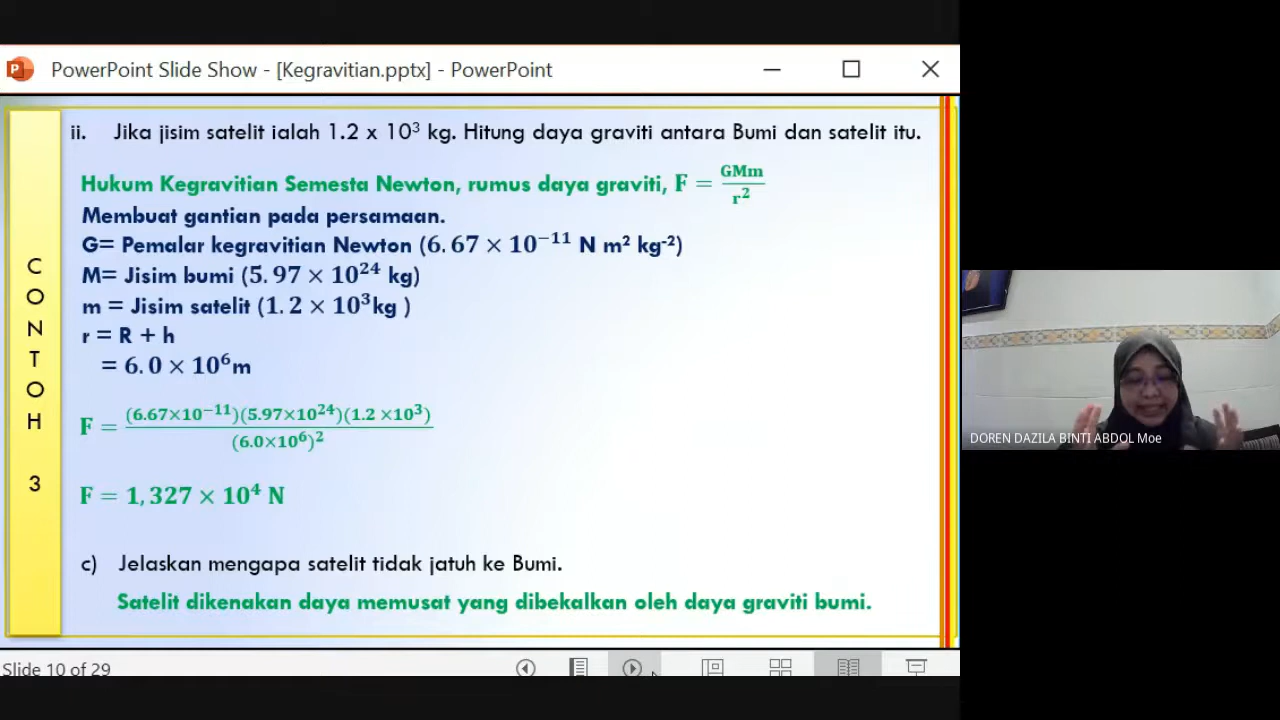 PowerPoint Slide Show - [Kegravitian.pptx] - PowerPoint
ii. Jika jisim satelit ialah 1.2 x 10³ kg. Hitung daya graviti antara Bumi dan satelit itu.
Hukum Kegravitian Semesta Newton, rumus daya graviti, F = GMm/r²
Membuat gantian pada persamaan.
G= Pemalar kegravitian Newton (6.67 × 10⁻¹¹ N m² kg⁻²)
M= Jisim bumi (5.97 × 10²⁴ kg)
m = Jisim satelit (1.2 × 10³kg )
r = R + h
= 6.0 × 10⁶m
F = (6.67×10⁻¹¹)(5.97×10²⁴)(1.2 ×10³)/(6.0×10⁶)²
F = 1,327 × 10⁴ N
c) Jelaskan mengapa satelit tidak jatuh ke Bumi.
Satelit dikenakan daya memusat yang dibekalkan oleh daya graviti bumi.
CONTOH 3
Slide 10 of 29
DOREN DAZILA BINTI ABDOL Moe